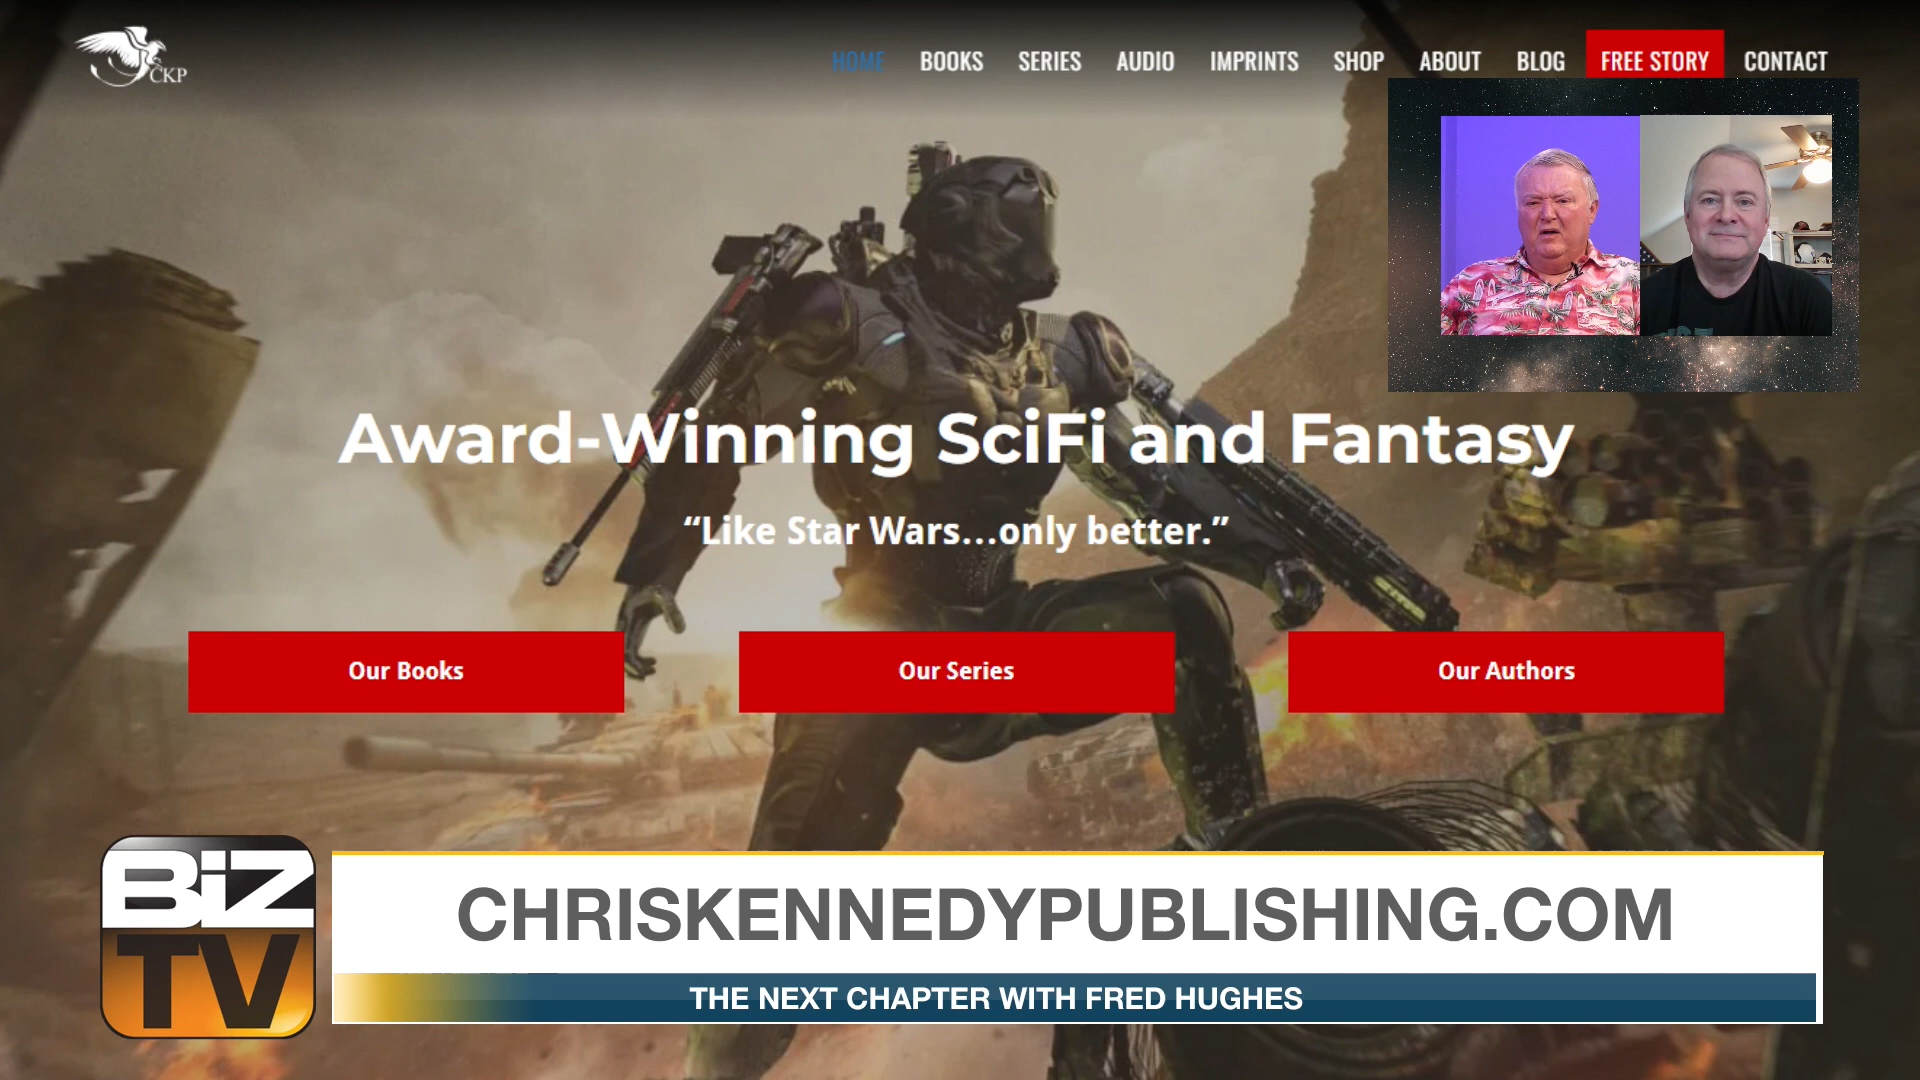 CKP
HOME BOOKS SERIES AUDIO IMPRINTS SHOP ABOUT BLOG FREE STORY CONTACT
Award-Winning SciFi and Fantasy
“Like Star Wars...only better.”
Our Books Our Series Our Authors
BiZ
TV
CHRISKENNEDYPUBLISHING.COM
THE NEXT CHAPTER WITH FRED HUGHES